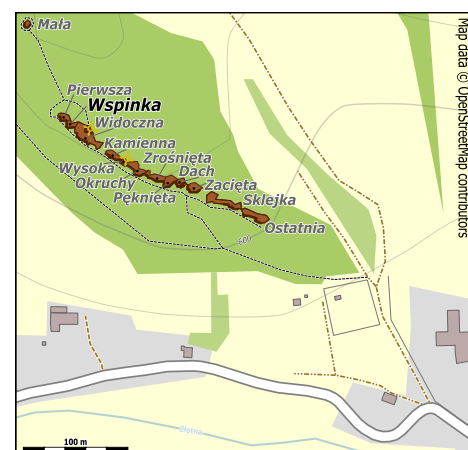 Mała
Pierwsza
Wspinka
Widoczna
Kamienna
Zrośnięta
Wysoka
Dach
Okruchy
Zacięta
Pęknięta
Sklejka
Ostatnia
600
Złotna
100 m
Map data © OpenStreetMap contributors